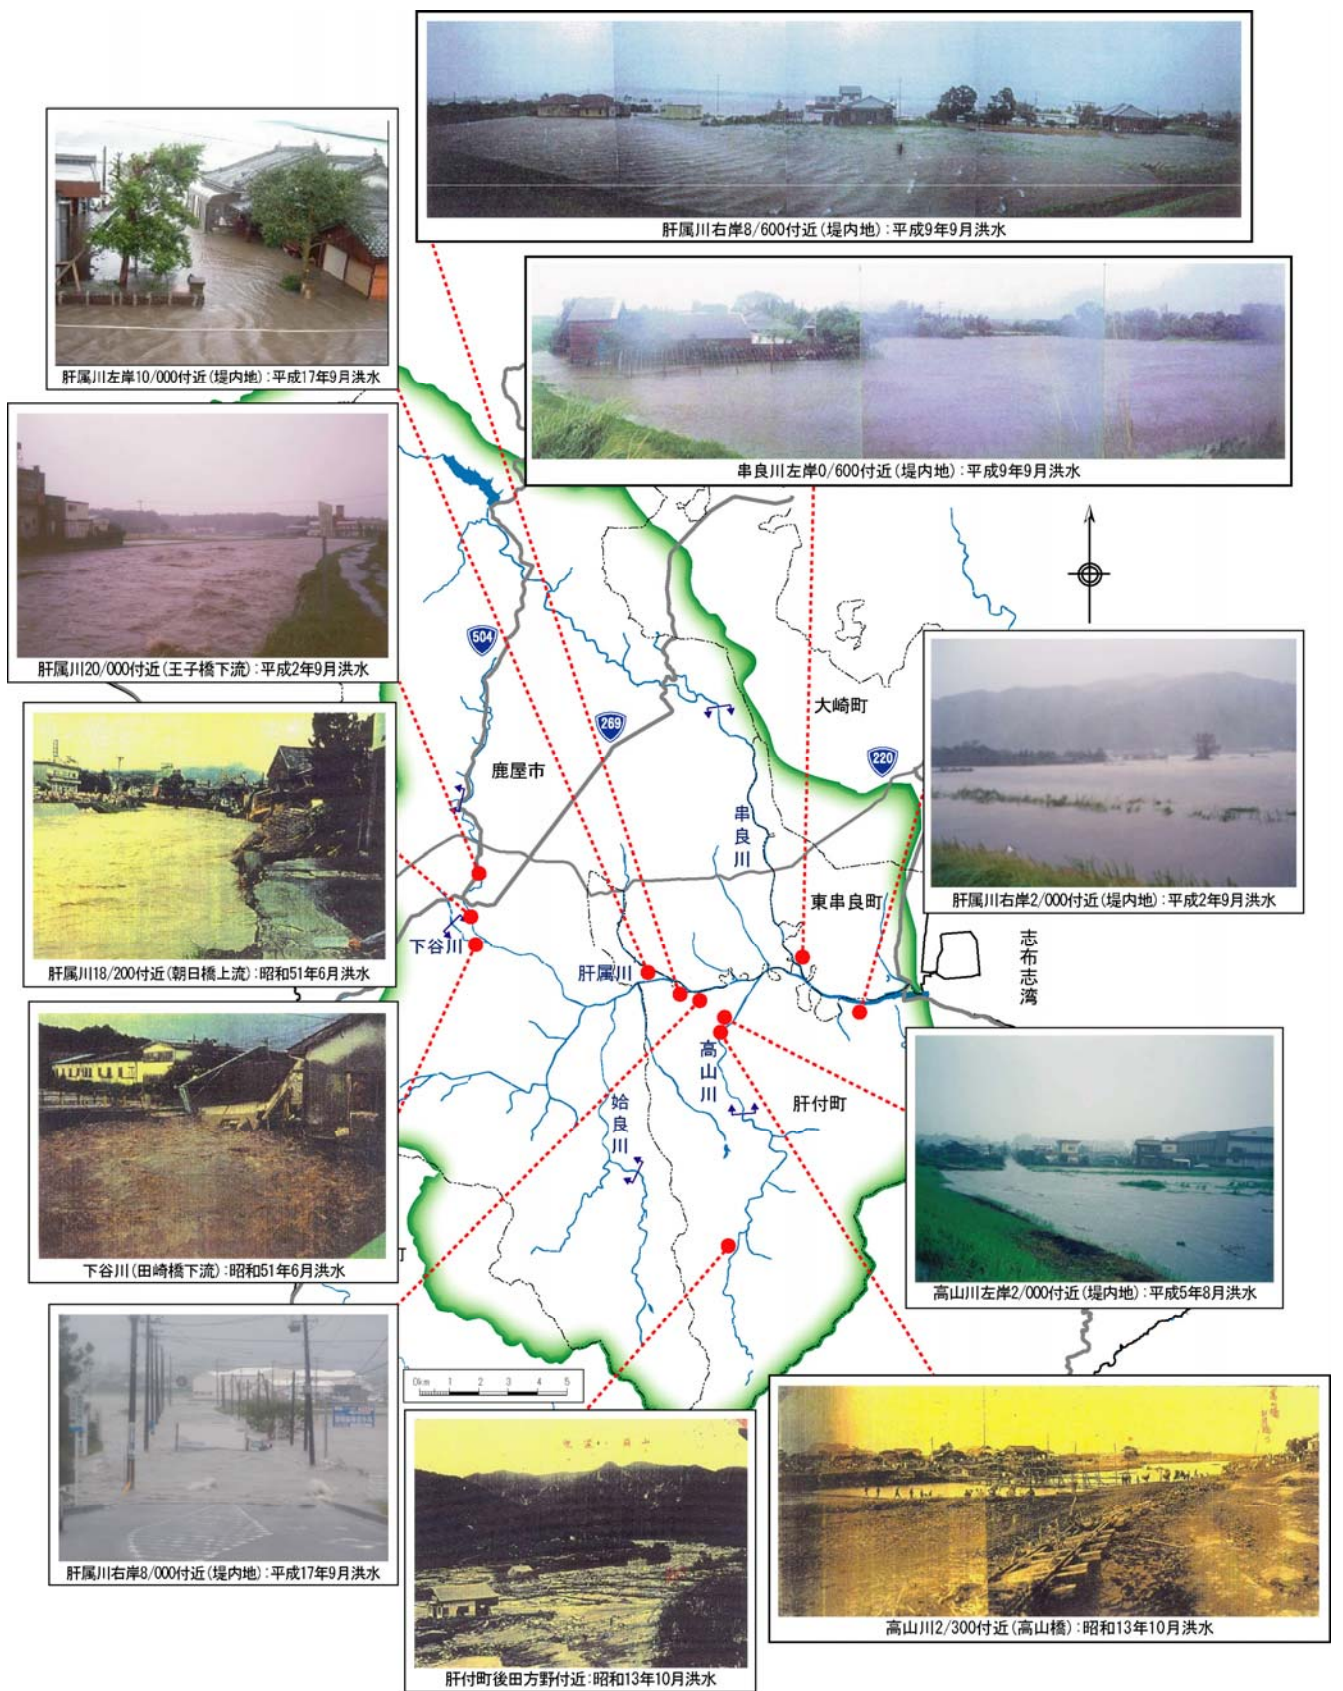 肝属川右岸8/600付近(堤内地):平成9年9月洪水
肝属川左岸10/000付近(堤内地):平成17年9月洪水
串良川左岸0/600付近(堤内地):平成9年9月洪水
肝属川20/000付近(王子橋下流):平成2年9月洪水
504
269
大崎町
220
鹿屋市
串良川
肝属川右岸2/000付近(堤内地):平成2年9月洪水
東串良町
下谷川
肝属川
志布志湾
肝属川18/200付近(朝日橋上流):昭和51年6月洪水
高山川
肝付町
姶良川
下谷川(田崎橋下流):昭和51年6月洪水
町
高山川左岸2/000付近(堤内地):平成5年8月洪水
0km 1 2 3 4 5
肝属川右岸8/000付近(堤内地):平成17年9月洪水
高山川2/300付近(高山橋):昭和13年10月洪水
肝付町後田方野付近:昭和13年10月洪水